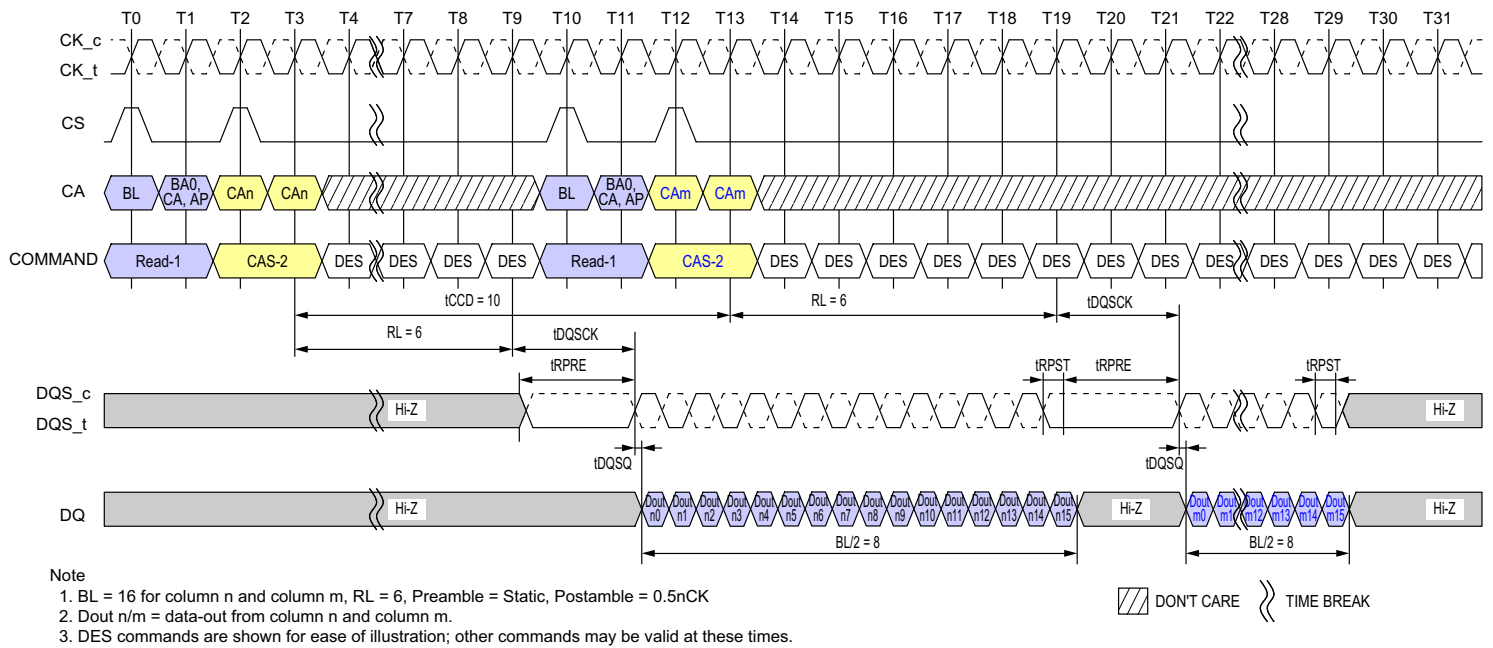 T0 T1 T2 T3 T4 T7 T8 T9 T10 T11 T12 T13 T14 T15 T16 T17 T18 T19 T20 T21 T22 T28 T29 T30 T31
CK_c
CK_t
CS
CA BL BA0, CA, AP CAn CAn BL BA0, CA, AP CAm CAm
COMMAND Read-1 CAS-2 DES DES DES DES Read-1 CAS-2 DES DES DES DES DES DES DES DES DES DES DES DES DES
tCCD = 10 RL = 6 tDQSCK
RL = 6 tDQSCK
tRPRE tRPST tRPRE tRPST
DQS_c
DQS_t
Hi-Z Hi-Z
tDQSQ tDQSQ
DQ Hi-Z Dout n0 Dout n1 Dout n2 Dout n3 Dout n4 Dout n5 Dout n6 Dout n7 Dout n8 Dout n9 Dout n10 Dout n11 Dout n12 Dout n13 Dout n14 Dout n15 Hi-Z Dout m0 Dout m1 Dout m12 Dout m13 Dout m14 Dout m15 Hi-Z
BL/2 = 8 BL/2 = 8
Note
1. BL = 16 for column n and column m, RL = 6, Preamble = Static, Postamble = 0.5nCK
2. Dout n/m = data-out from column n and column m.
3. DES commands are shown for ease of illustration; other commands may be valid at these times.
DON'T CARE TIME BREAK